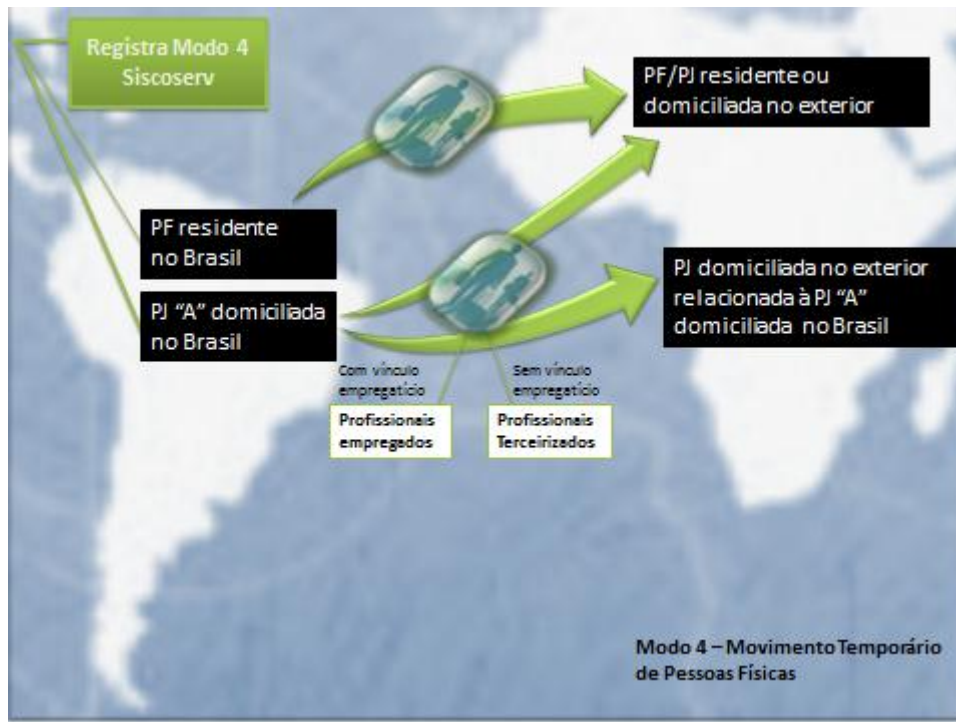 Registra Modo 4
Siscoserv
PF/PJ residente ou
domiciliada no exterior
PF residente
no Brasil
PJ “A” domiciliada
no Brasil
PJ domiciliada no exterior
relacionada à PJ “A”
domiciliada no Brasil
Com vínculo
empregatício
Profissionais
empregados
Sem vínculo
empregatício
Profissionais
Terceirizados
Modo 4 – Movimento Temporário
de Pessoas Físicas